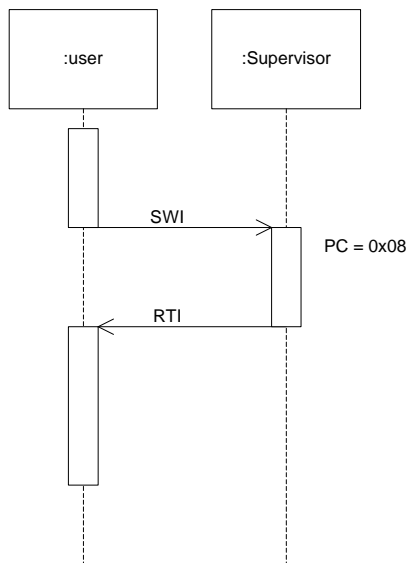 :user
:Supervisor
SWI
PC = 0x08
RTI